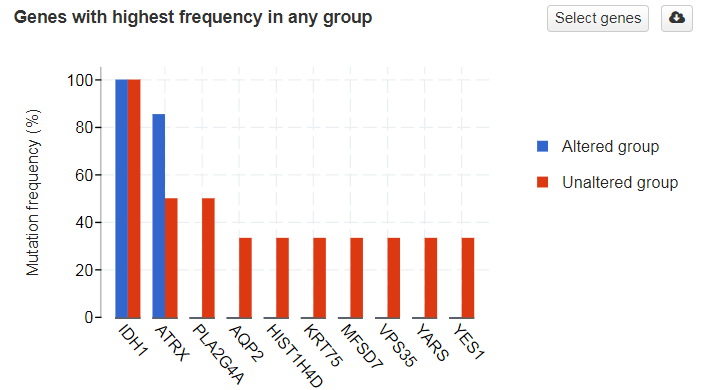 Genes with highest frequency in any group
Select genes
Mutation frequency (%)
100
80
60
40
20
0
IDH1
ATRX
PLA2G4A
AQP2
HIST1H4D
KRT75
MFSD7
VPS35
YARS
YES1
Altered group
Unaltered group